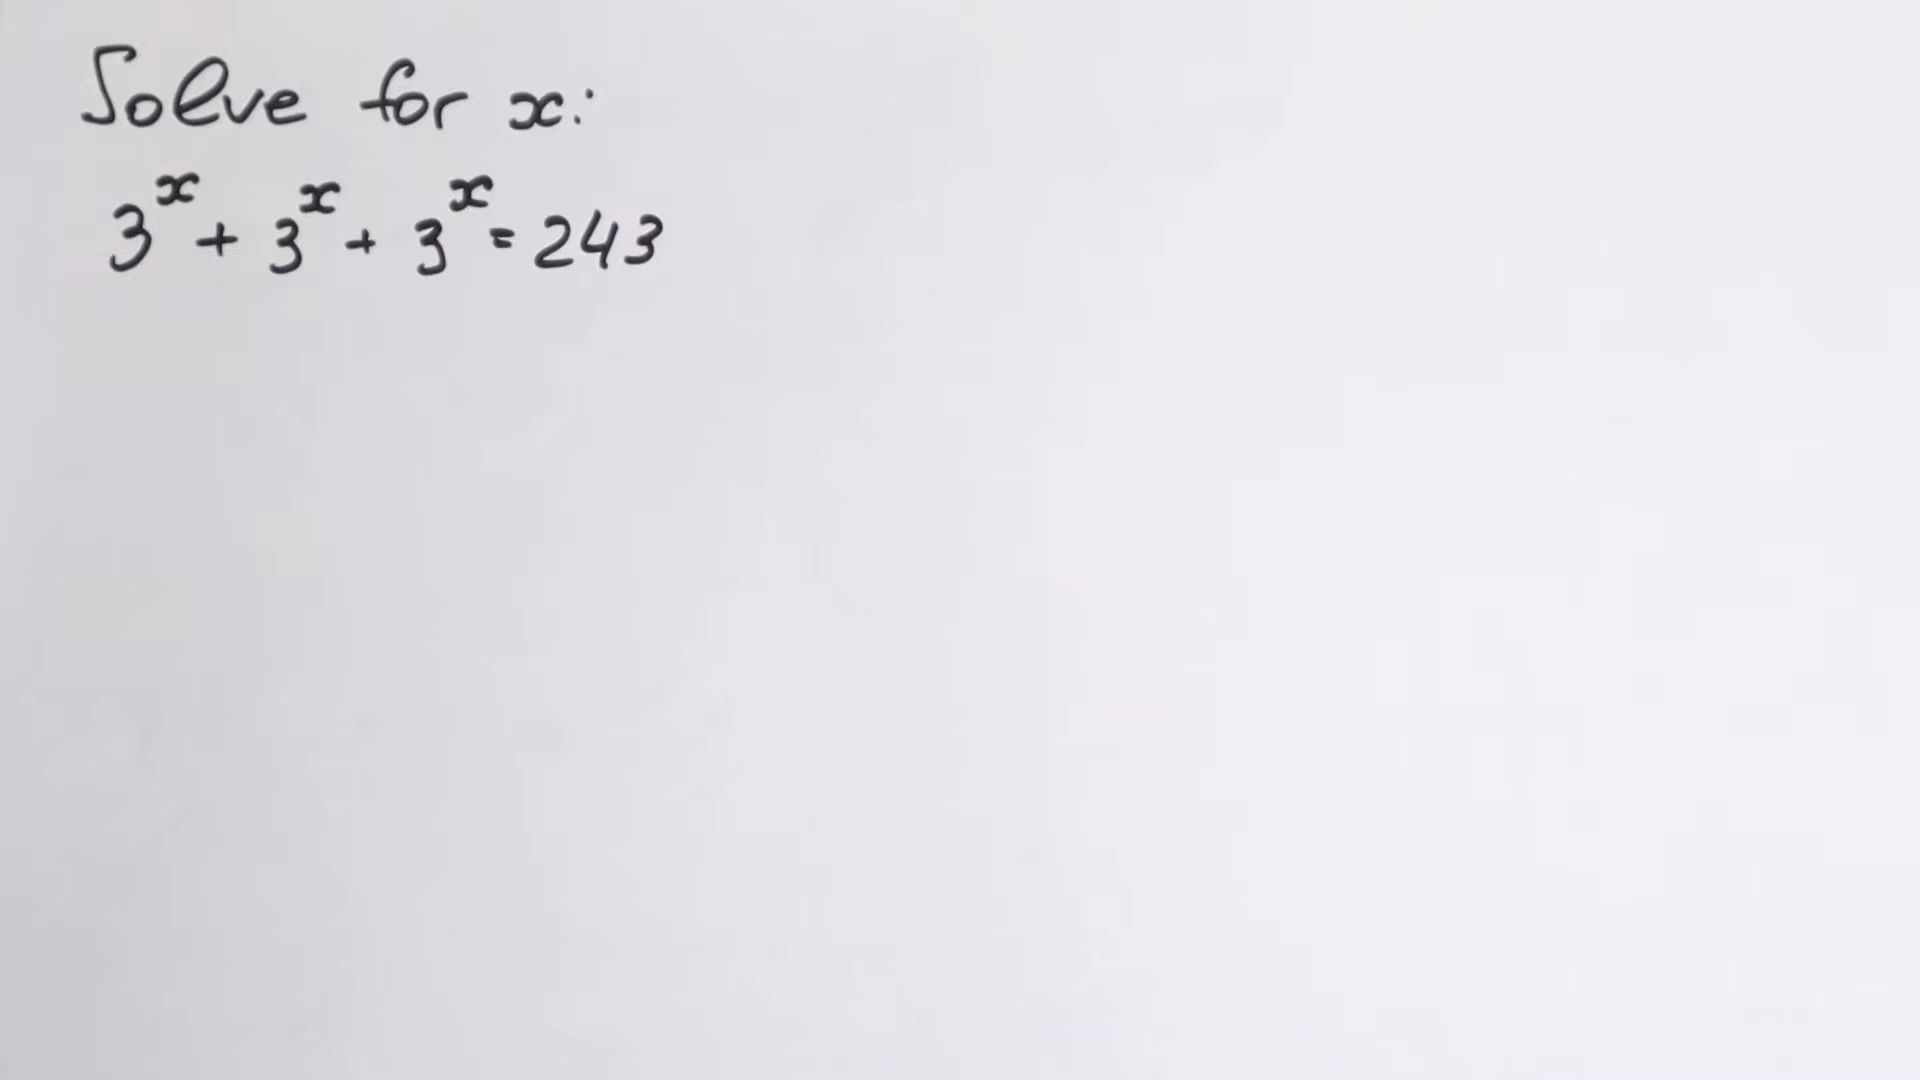 Solve for x:
3^x + 3^x + 3^x = 243